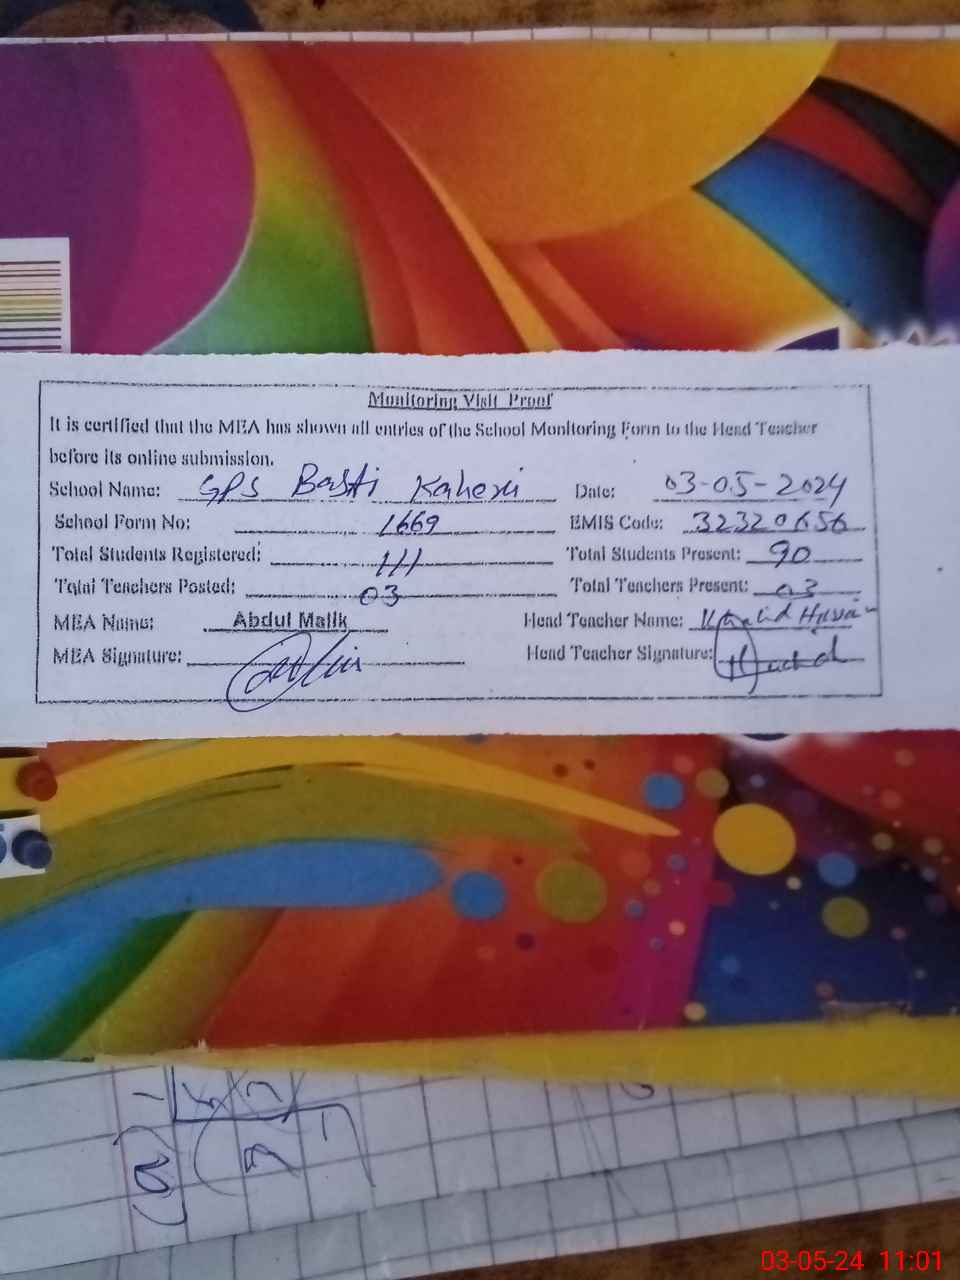 Monitoring Visit Proof
It is certified that the MEA has shown all entries of the School Monitoring Form to the Head Teacher
before its online submission.
School Name: GPS Basti Kaheri Date: 03-05-2024
School Form No: 1669 EMIS Code: 32320656
Total Students Registered: 111 Total Students Present: 90
Total Teachers Posted: 03 Total Teachers Present: 03
MEA Name: Abdul Malik Head Teacher Name: Khalid Hussain
MEA Signature: Head Teacher Signature:
03-05-24 11:01